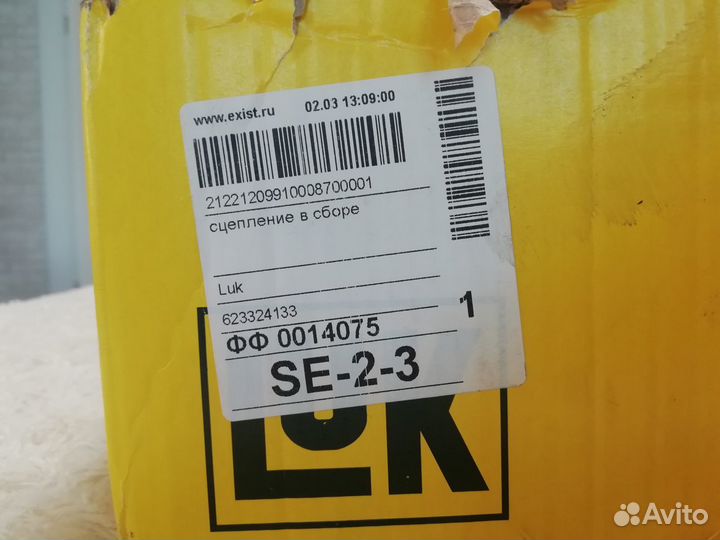 www.exist.ru 02.03 13:09:00
21221209910008700001
сцепление в сборе
Luk
623324133
ФФ 0014075 1
SE-2-3
LuK
Avito